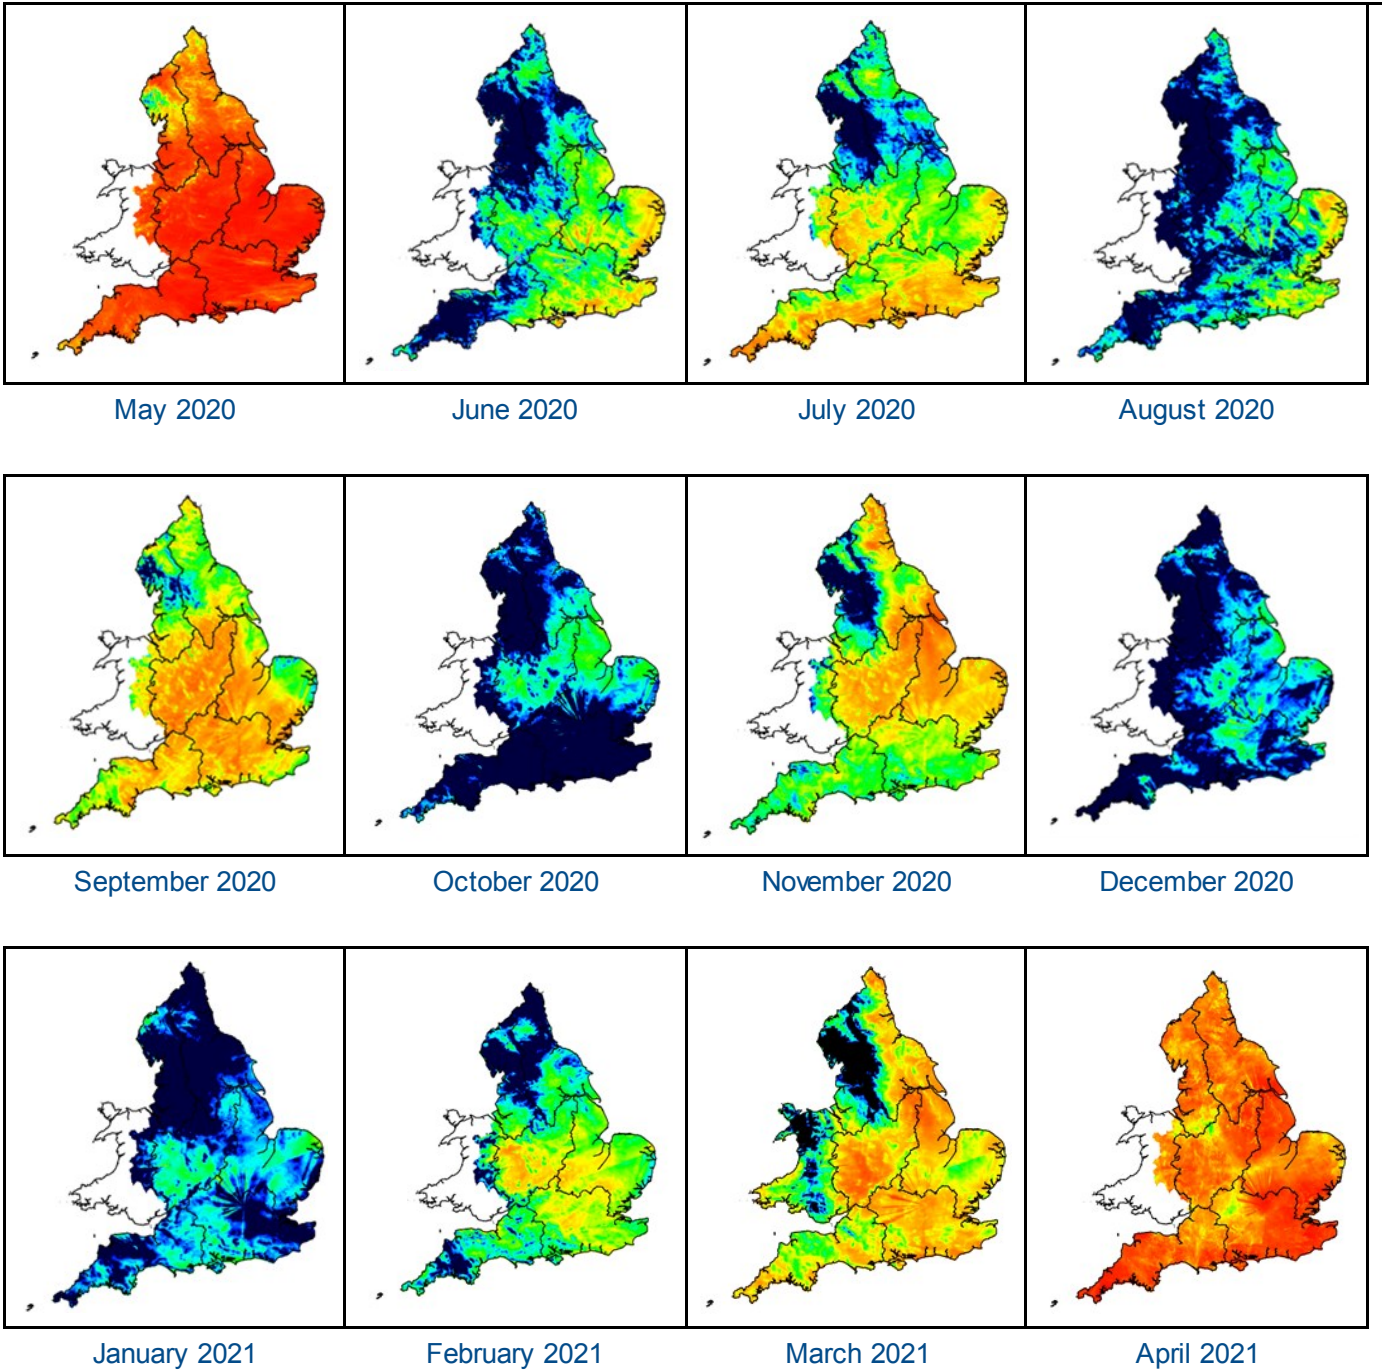 May 2020
June 2020
July 2020
August 2020
September 2020
October 2020
November 2020
December 2020
January 2021
February 2021
March 2021
April 2021